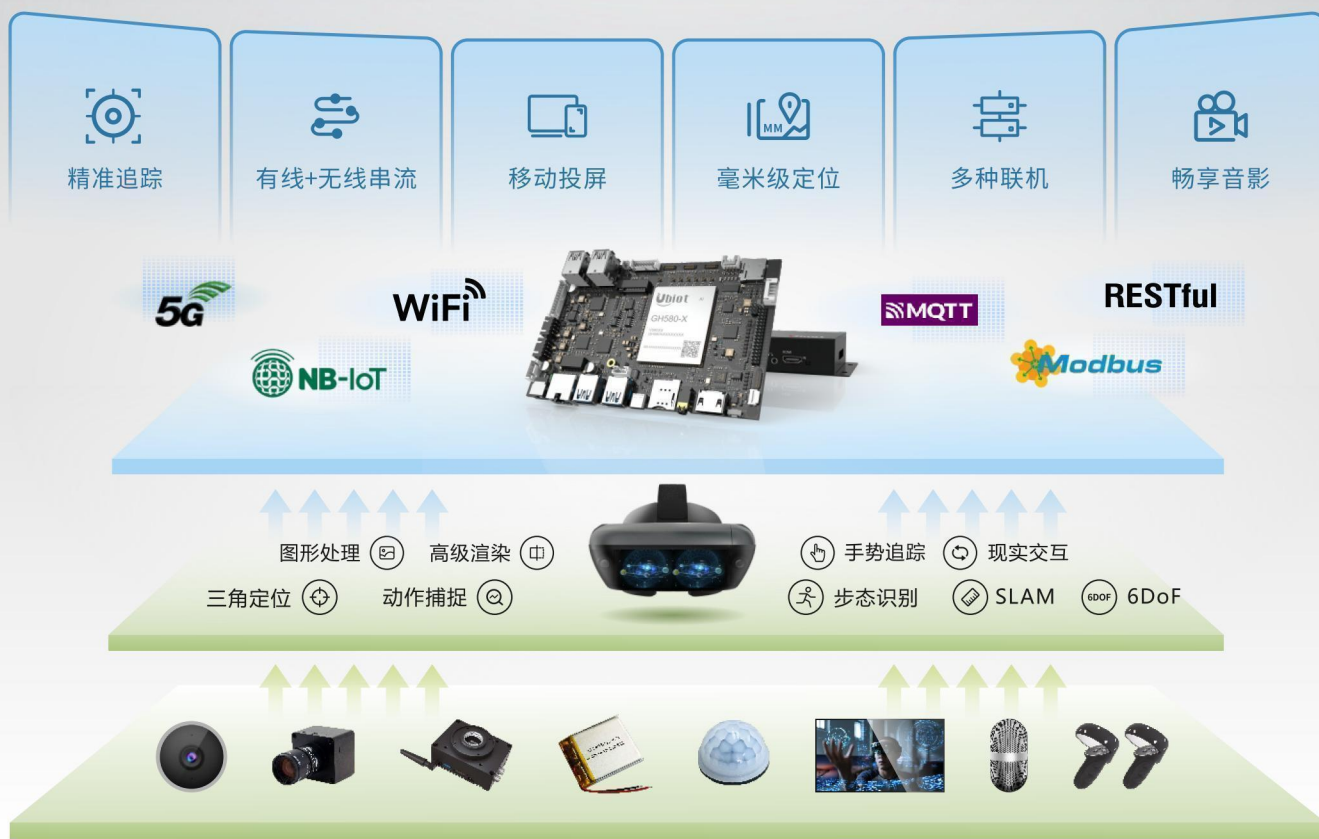 精准追踪
有线+无线串流
移动投屏
MM
毫米级定位
多种联机
畅享音影
5G
WiFi
Ubiot
GH580-X
MQTT
RESTful
NB-IoT
Modbus
图形处理
高级渲染
手势追踪
现实交互
三角定位
动作捕捉
步态识别
SLAM
6DOF
6DoF